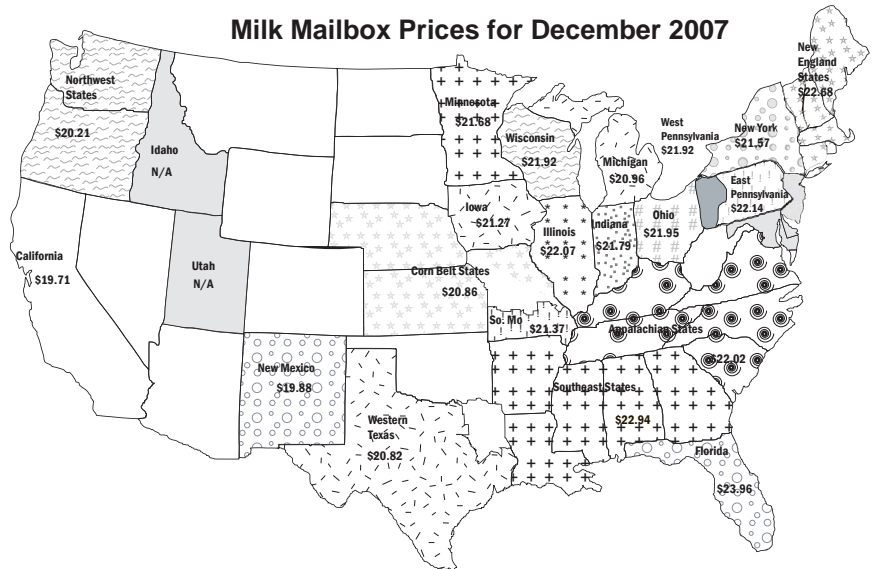 Milk Mailbox Prices for December 2007
Northwest
States
$20.21
Idaho
N/A
Utah
N/A
California
$19.71
New Mexico
$19.88
Western
Texas
$20.82
Corn Belt States
$20.86
Minnesota
$21.68
Wisconsin
$21.92
Iowa
$21.27
So. Mo
$21.37
Illinois
$22.07
Indiana
$21.79
Michigan
$20.96
Ohio
$21.95
West
Pennsylvania
$21.92
East
Pennsylvania
$22.14
New York
$21.57
New
England
States
$22.68
Appalachian States
$22.02
Southeast States
$22.94
Florida
$23.96